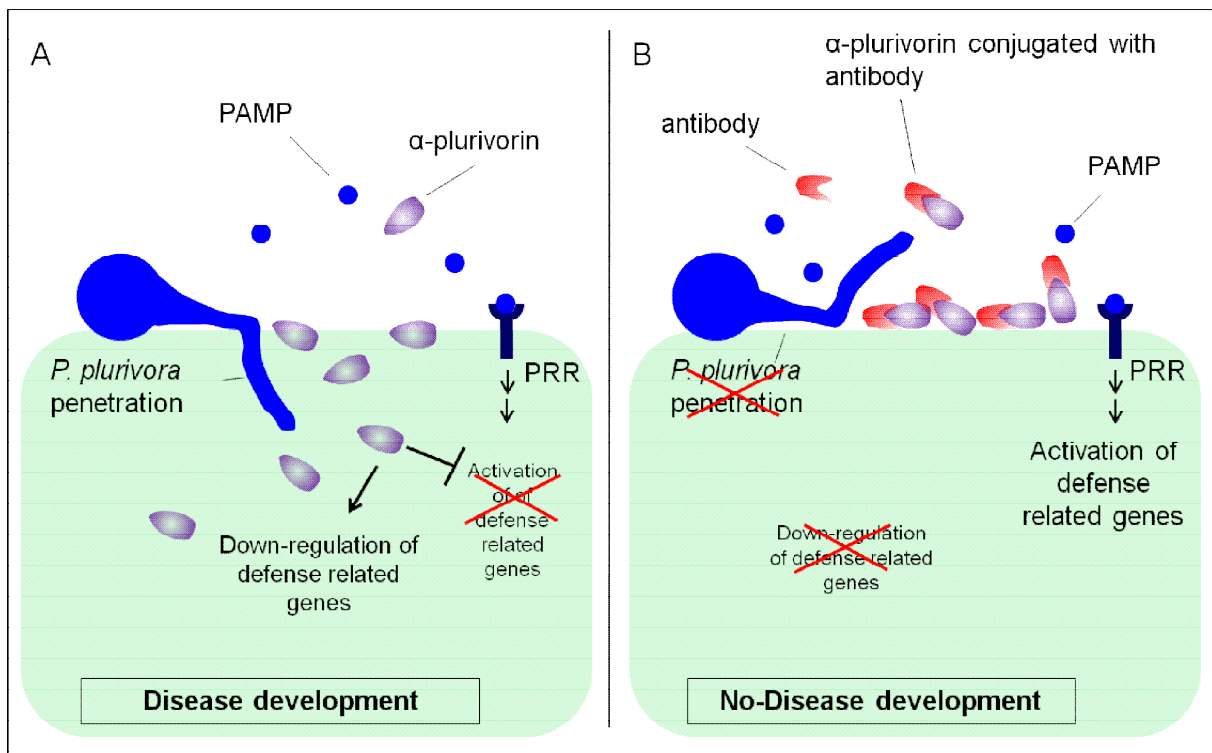 A
PAMP
α-plurivorin
P. plurivora
penetration
PRR
Activation
of of
defense
related
genes
Down-regulation of
defense related
genes
Disease development
B
α-plurivorin conjugated with
antibody
antibody
PAMP
P. plurivora
penetration
PRR
Activation of
defense
related genes
Down-regulation
of defense related
genes
No-Disease development